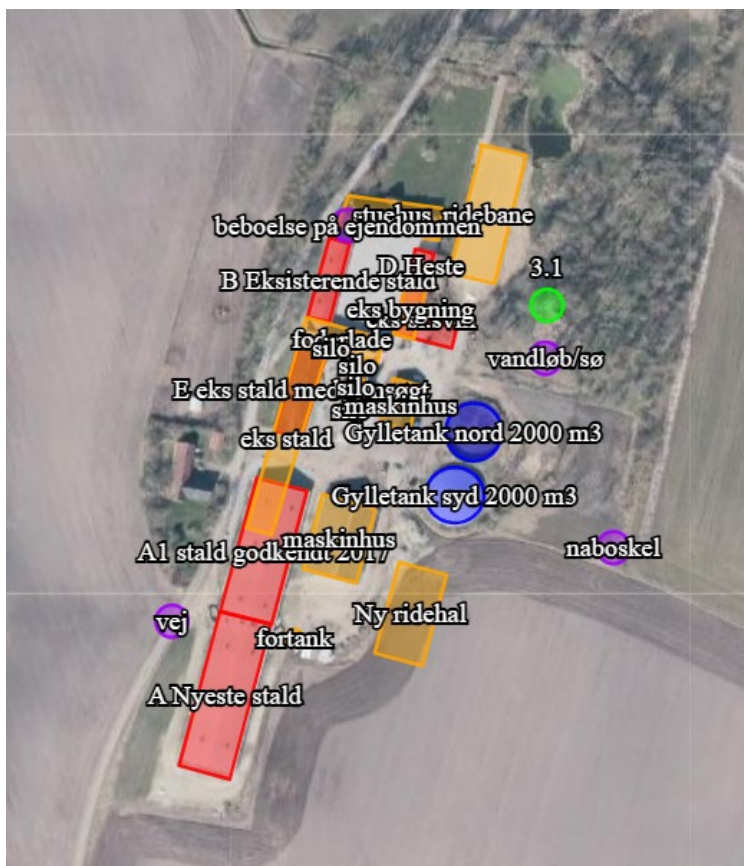 stuehus ridebane
beboelse på ejendommen
D Heste
3.1
B Eksisterende stald
eks bygning
foderlade
silo
silo
vandløb/sø
silo
E eks stald med
maskinhus
Gylletank nord 2000 m3
eks stald
Gylletank syd 2000 m3
maskinhus
A1 stald godkendt 2017
naboskel
Ny ridehal
vej
fortank
A Nyeste stald